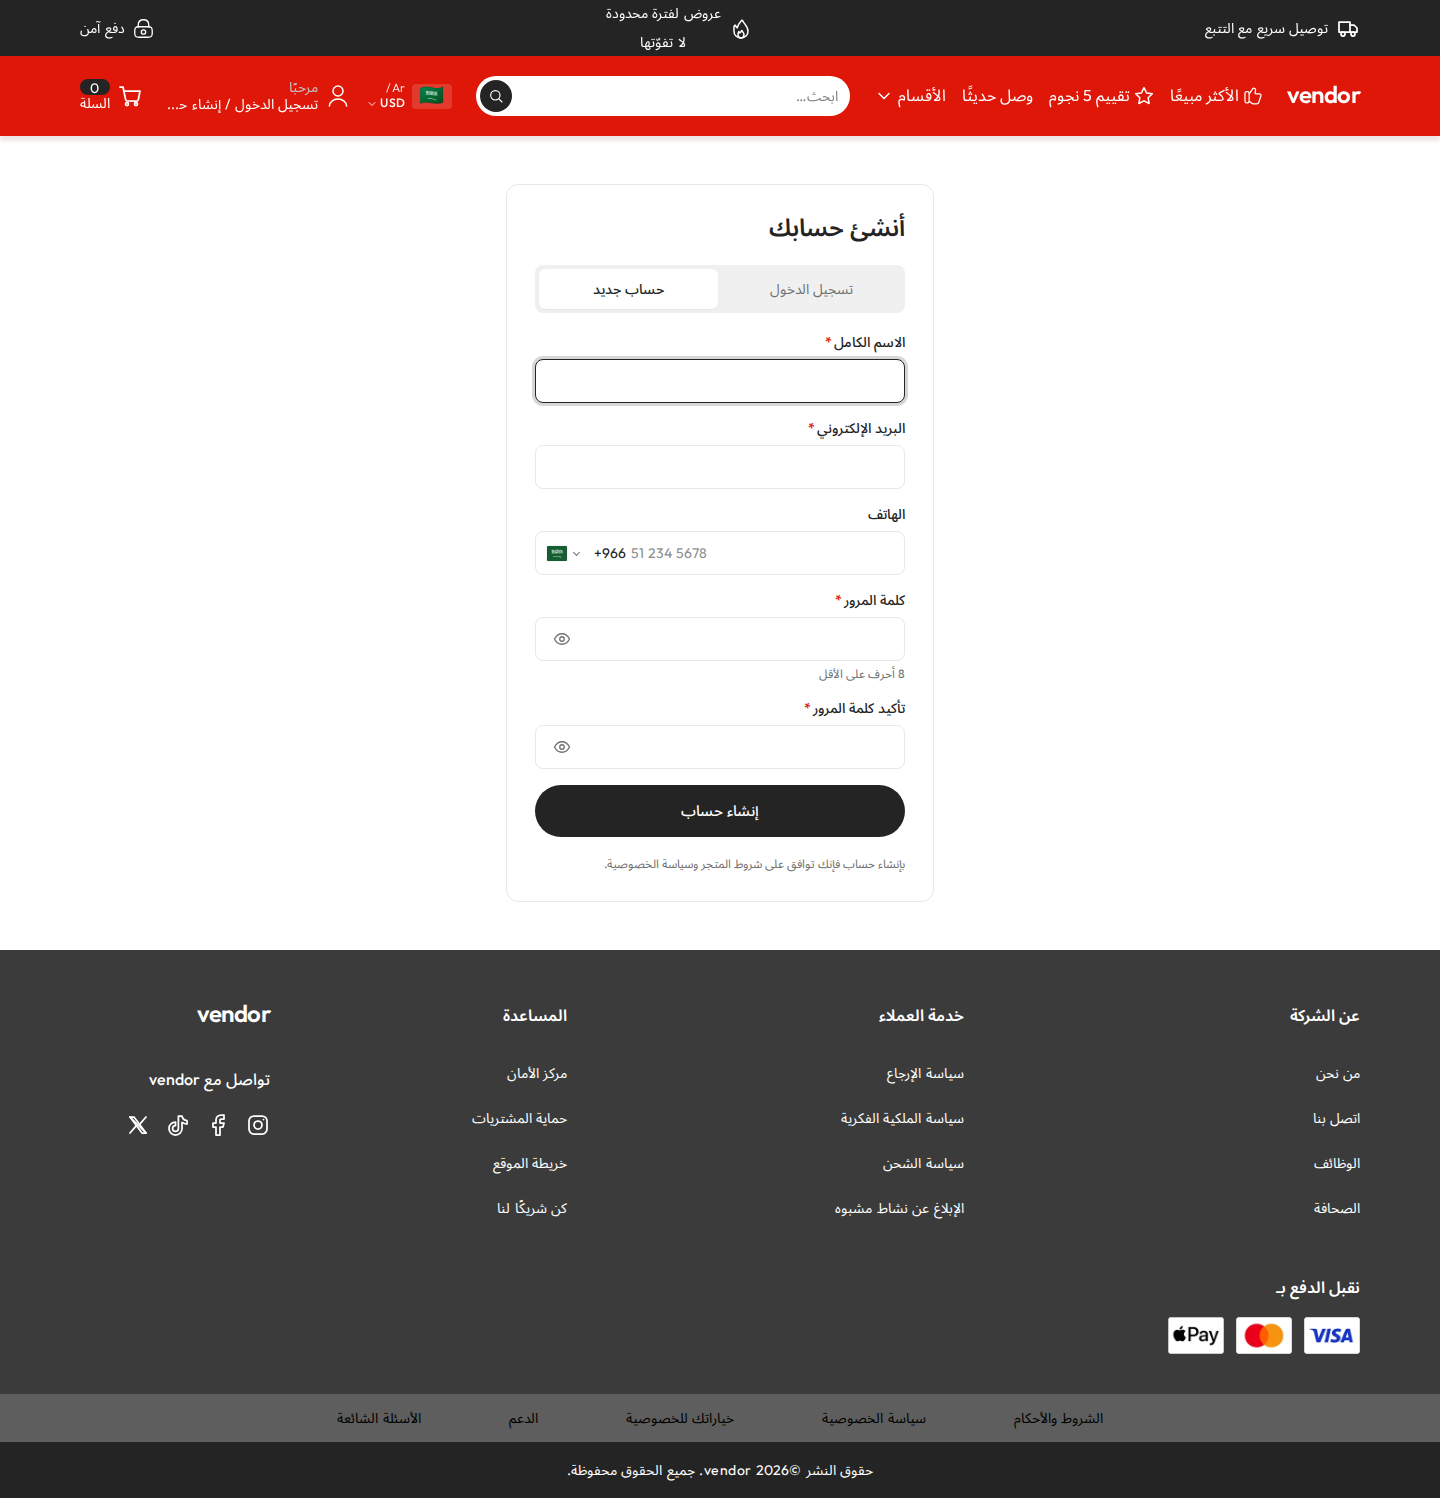 توصيل سريع مع التتبع
عروض لفترة محدودة
لا تفوّتها
دفع آمن
vendor
الأكثر مبيعًا
تقييم 5 نجوم
وصل حديثًا
الأقسام
ابحث...
Ar /
USD
مرحبًا
تسجيل الدخول / إنشاء حـ...
0
السلة
أنشئ حسابك
تسجيل الدخول
حساب جديد
الاسم الكامل *
البريد الإلكتروني *
الهاتف
+966 51 234 5678
كلمة المرور *
8 أحرف على الأقل
تأكيد كلمة المرور *
إنشاء حساب
بإنشاء حساب فإنك توافق على شروط المتجر وسياسة الخصوصية.
عن الشركة
من نحن
اتصل بنا
الوظائف
الصحافة
خدمة العملاء
سياسة الإرجاع
سياسة الملكية الفكرية
سياسة الشحن
الإبلاغ عن نشاط مشبوه
المساعدة
مركز الأمان
حماية المشتريات
خريطة الموقع
كن شريكًا لنا
vendor
تواصل مع vendor
نقبل الدفع بـ
VISA
Pay
الشروط والأحكام
سياسة الخصوصية
خياراتك للخصوصية
الدعم
الأسئلة الشائعة
حقوق النشر ©2026 vendor. جميع الحقوق محفوظة.